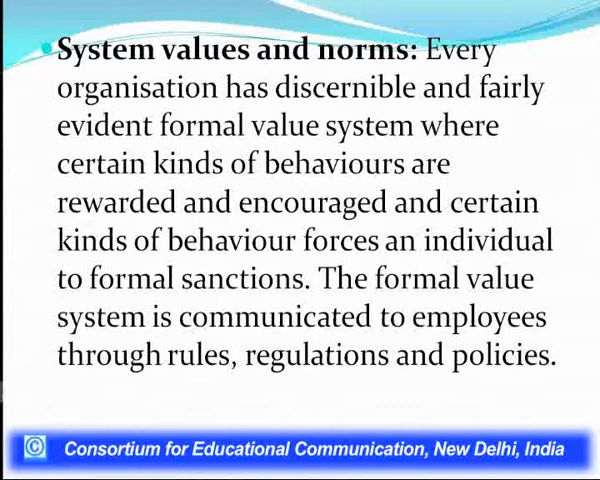 System values and norms: Every
organisation has discernible and fairly
evident formal value system where
certain kinds of behaviours are
rewarded and encouraged and certain
kinds of behaviour forces an individual
to formal sanctions. The formal value
system is communicated to employees
through rules, regulations and policies.
© Consortium for Educational Communication, New Delhi, India